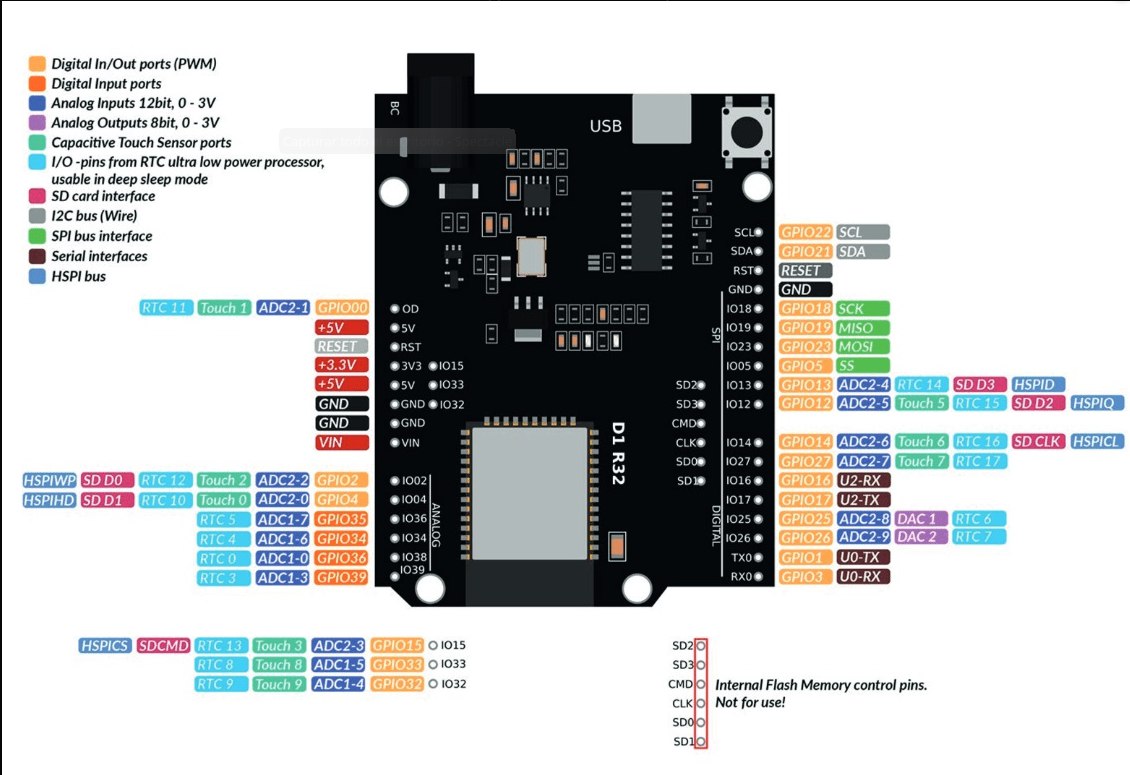 Digital In/Out ports (PWM)
Digital Input ports
Analog Inputs 12bit, 0 - 3V
Analog Outputs 8bit, 0 - 3V
Capacitive Touch Sensor ports
I/O -pins from RTC ultra low power processor,
usable in deep sleep mode
SD card interface
I2C bus (Wire)
SPI bus interface
Serial interfaces
HSPI bus
BC
USB
RTC 11 Touch 1 ADC2-1 GPIO00 OD
+5V 5V
RESET RST
+3.3V 3V3 IO15
+5V 5V IO33
GND GND IO32
GND GND
VIN VIN
HSPIWP SD D0 RTC 12 Touch 2 ADC2-2 GPIO2 IO02
HSPIHD SD D1 RTC 10 Touch 0 ADC2-0 GPIO4 IO04
RTC 5 ADC1-7 GPIO35 IO36
RTC 4 ADC1-6 GPIO34 IO34
RTC 0 ADC1-0 GPIO36 IO38
RTC 3 ADC1-3 GPIO39 IO39
ANALOG
D1 R32
SD2
SD3
CMD
CLK
SD0
SD1
SPI
DIGITAL
SCL GPIO22 SCL
SDA GPIO21 SDA
RST RESET
GND GND
IO18 GPIO18 SCK
IO19 GPIO19 MISO
IO23 GPIO23 MOSI
IO05 GPIO5 SS
IO13 GPIO13 ADC2-4 RTC 14 SD D3 HSPID
IO12 GPIO12 ADC2-5 Touch 5 RTC 15 SD D2 HSPIQ
IO14 GPIO14 ADC2-6 Touch 6 RTC 16 SD CLK HSPICL
IO27 GPIO27 ADC2-7 Touch 7 RTC 17
IO16 GPIO16 U2-RX
IO17 GPIO17 U2-TX
IO25 GPIO25 ADC2-8 DAC 1 RTC 6
IO26 GPIO26 ADC2-9 DAC 2 RTC 7
TX0 GPIO1 U0-TX
RX0 GPIO3 U0-RX
HSPICS SDCMD RTC 13 Touch 3 ADC2-3 GPIO15 IO15
RTC 8 Touch 8 ADC1-5 GPIO33 IO33
RTC 9 Touch 9 ADC1-4 GPIO32 IO32
SD2
SD3
CMD
CLK
SD0
SD1
Internal Flash Memory control pins.
Not for use!